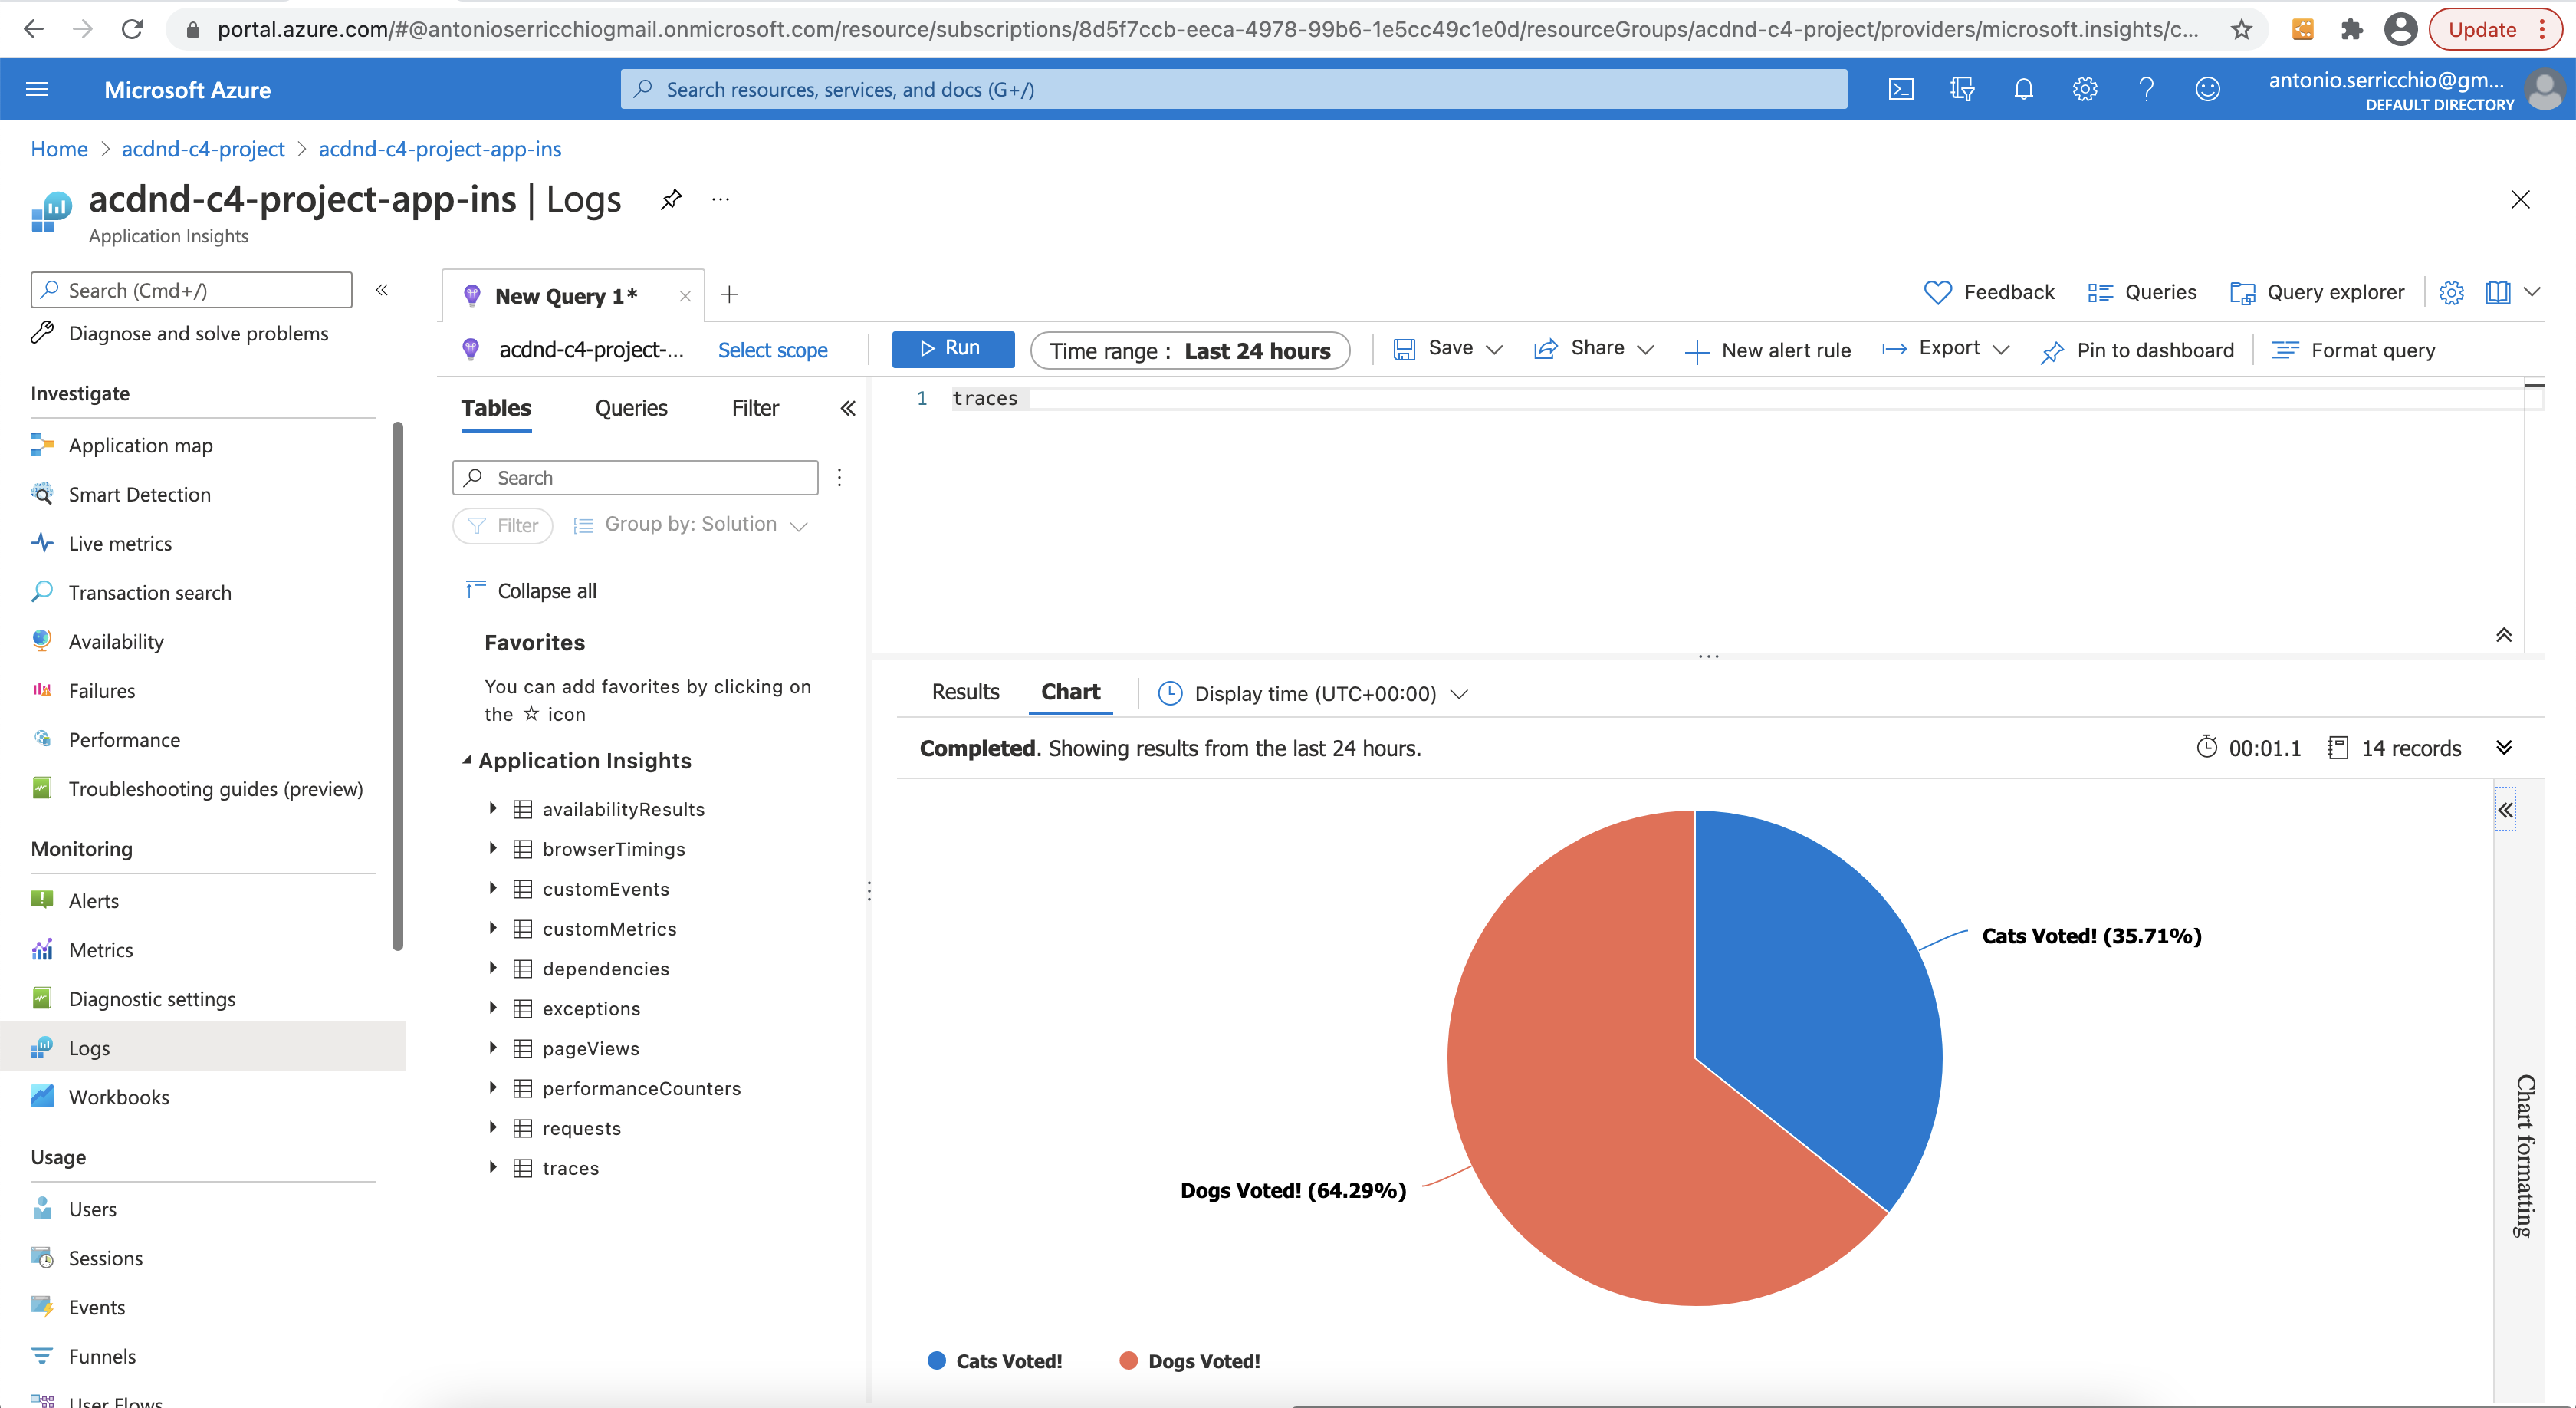 portal.azure.com/#@antonioserricchiogmail.onmicrosoft.com/resource/subscriptions/8d5f7ccb-eeca-4978-99b6-1e5cc49c1e0d/resourceGroups/acdnd-c4-project/providers/microsoft.insights/c...
Update
Microsoft Azure
Search resources, services, and docs (G+/)
antonio.serricchio@gm...
DEFAULT DIRECTORY
Home > acdnd-c4-project > acdnd-c4-project-app-ins
acdnd-c4-project-app-ins | Logs
Application Insights
Search (Cmd+/)
Diagnose and solve problems
Investigate
Application map
Smart Detection
Live metrics
Transaction search
Availability
Failures
Performance
Troubleshooting guides (preview)
Monitoring
Alerts
Metrics
Diagnostic settings
Logs
Workbooks
Usage
Users
Sessions
Events
Funnels
User Flows
New Query 1*
Feedback
Queries
Query explorer
acdnd-c4-project-...
Select scope
Run
Time range : Last 24 hours
Save
Share
New alert rule
Export
Pin to dashboard
Format query
Tables
Queries
Filter
Search
Filter
Group by: Solution
Collapse all
Favorites
You can add favorites by clicking on
the ☆ icon
Application Insights
availabilityResults
browserTimings
customEvents
customMetrics
dependencies
exceptions
pageViews
performanceCounters
requests
traces
1 traces
Results
Chart
Display time (UTC+00:00)
Completed. Showing results from the last 24 hours.
00:01.1
14 records
Cats Voted! (35.71%)
Dogs Voted! (64.29%)
Cats Voted!
Dogs Voted!
Chart formatting